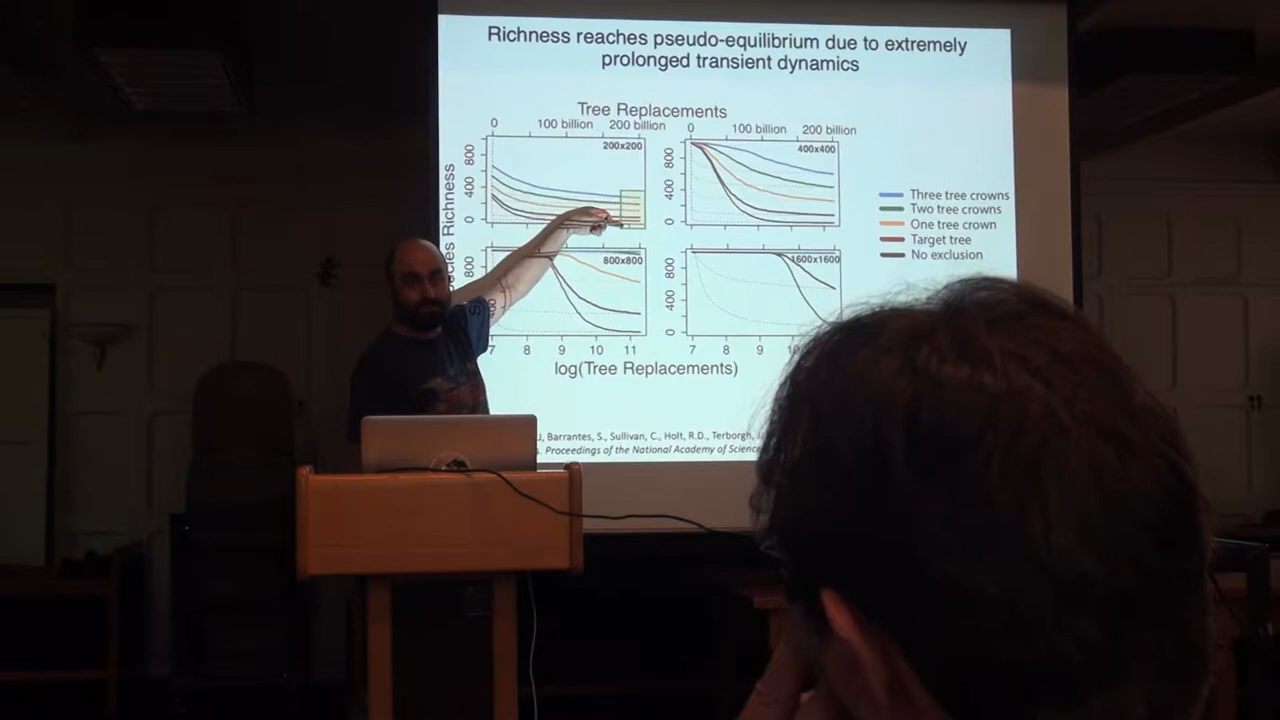 Richness reaches pseudo-equilibrium due to extremely
prolonged transient dynamics
Tree Replacements
0 100 billion 200 billion
0 100 billion 200 billion
200x200
800
400
0
400x400
800
400
0
Richness
800x800
800
1600x1600
800
400
0
7 8 9 10 11
7 8 9
log(Tree Replacements)
Three tree crowns
Two tree crowns
One tree crown
Target tree
No exclusion
J, Barrantes, S., Sullivan, C., Holt, R.D., Terborgh,
Proceedings of the National Academy of